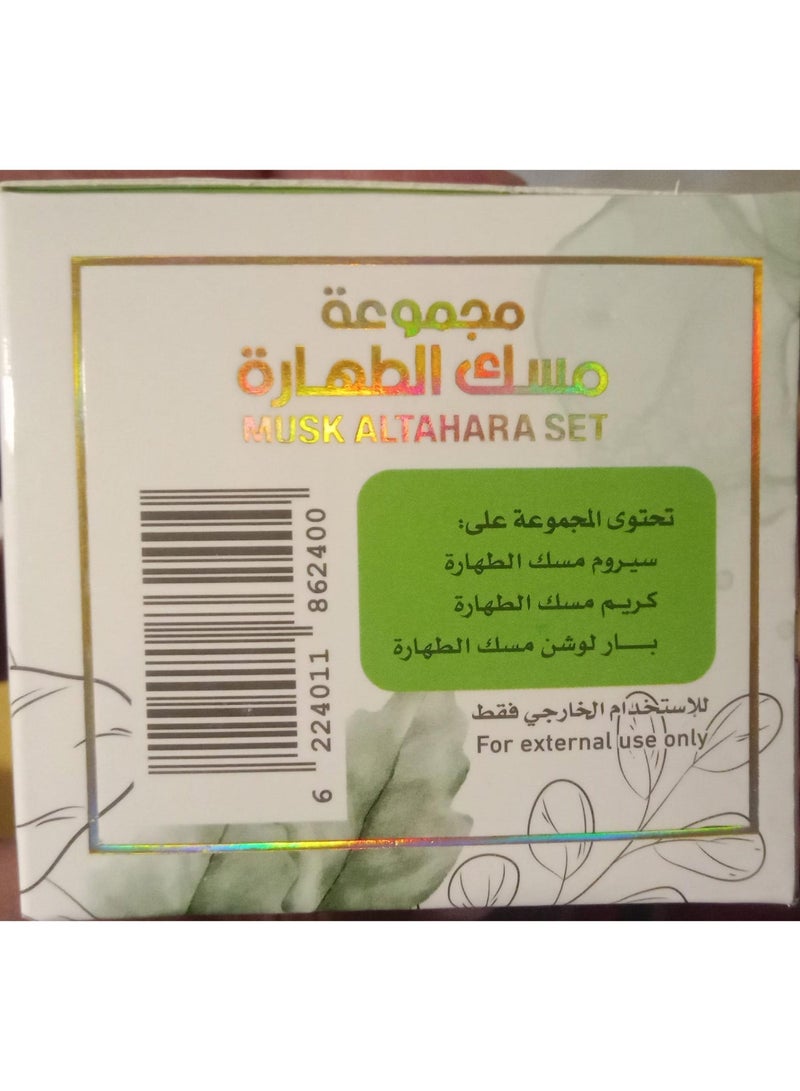 مجموعة
مسك الطهارة
MUSK ALTAHARA SET
تحتوى المجموعة على:
سيروم مسك الطهارة
كريم مسك الطهارة
بــــار لوشن مسك الطهارة
للإستخدام الخارجي فقط
For external use only
6 224011 862400